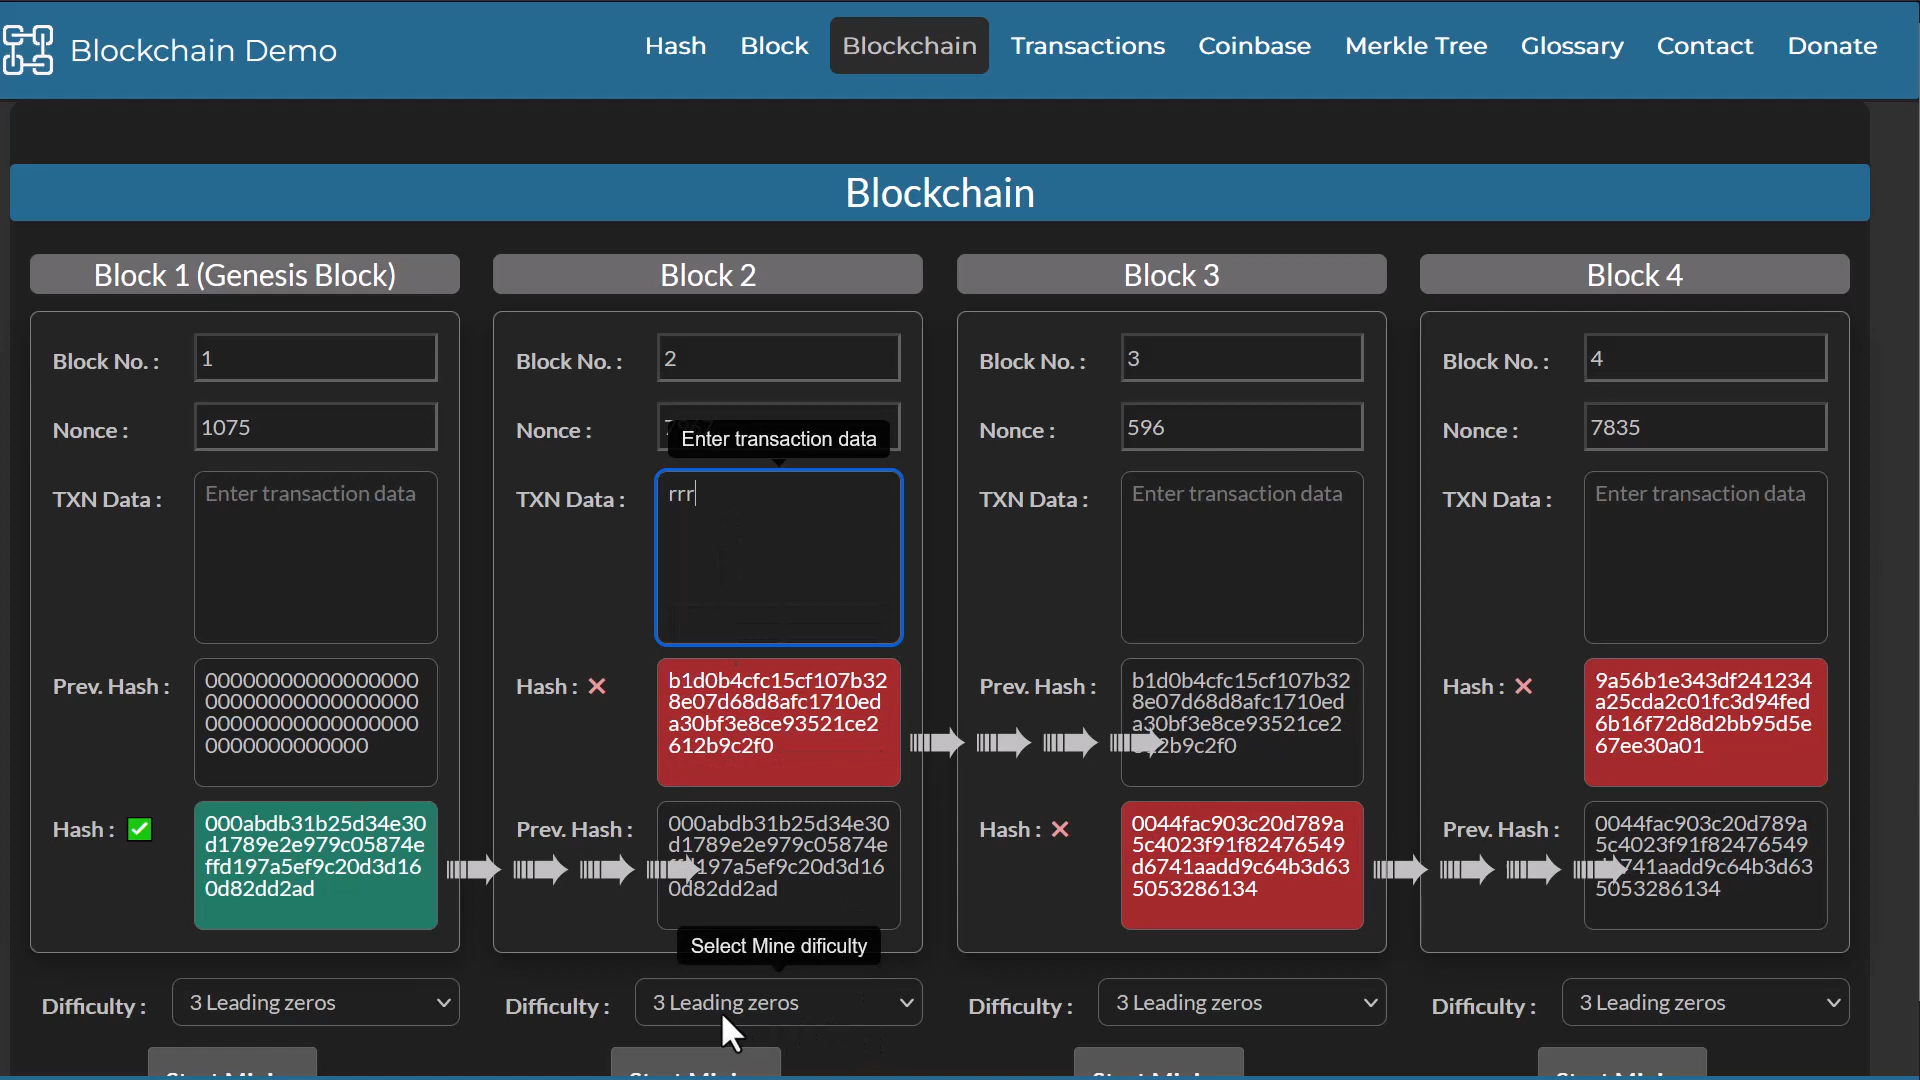 Blockchain Demo
Hash
Block
Blockchain
Transactions
Coinbase
Merkle Tree
Glossary
Contact
Donate
Blockchain
Block 1 (Genesis Block)
Block No. :
1
Nonce :
1075
TXN Data :
Enter transaction data
Prev. Hash :
00000000000000000
00000000000000000
00000000000000000
0000000000000
Hash :
000abdb31b25d34e30
d1789e2e979c05874e
ffd197a5ef9c20d3d16
0d82dd2ad
Difficulty :
3 Leading zeros
Block 2
Block No. :
2
Nonce :
Enter transaction data
TXN Data :
rrr
Hash :
b1d0b4cfc15cf107b32
8e07d68d8afc1710ed
a30bf3e8ce93521ce2
612b9c2f0
Prev. Hash :
000abdb31b25d34e30
d1789e2e979c05874e
ffd197a5ef9c20d3d16
0d82dd2ad
Select Mine dificulty
Difficulty :
3 Leading zeros
Block 3
Block No. :
3
Nonce :
596
TXN Data :
Enter transaction data
Prev. Hash :
b1d0b4cfc15cf107b32
8e07d68d8afc1710ed
a30bf3e8ce93521ce2
612b9c2f0
Hash :
0044fac903c20d789a
5c4023f91f82476549
d6741aadd9c64b3d63
5053286134
Difficulty :
3 Leading zeros
Block 4
Block No. :
4
Nonce :
7835
TXN Data :
Enter transaction data
Hash :
9a56b1e343df241234
a25cda2c01fc3d94fed
6b16f72d8d2bb95d5e
67ee30a01
Prev. Hash :
0044fac903c20d789a
5c4023f91f82476549
d6741aadd9c64b3d63
5053286134
Difficulty :
3 Leading zeros